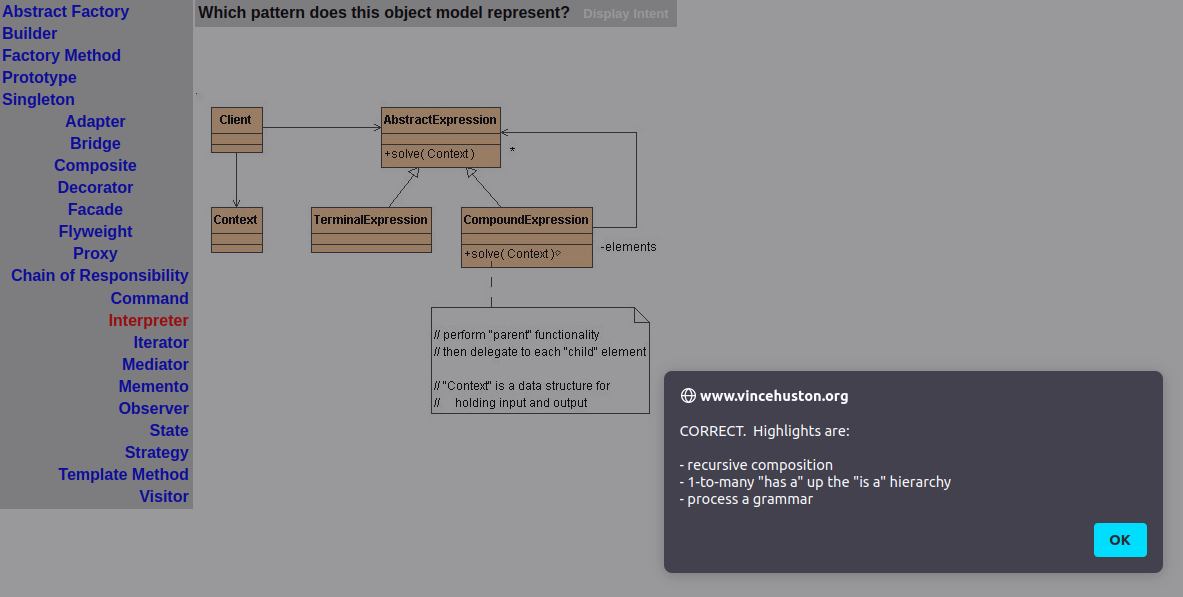 Abstract Factory
Builder
Factory Method
Prototype
Singleton
Adapter
Bridge
Composite
Decorator
Facade
Flyweight
Proxy
Chain of Responsibility
Command
Interpreter
Iterator
Mediator
Memento
Observer
State
Strategy
Template Method
Visitor
Which pattern does this object model represent? Display Intent
Client
AbstractExpression
+solve( Context )
*
Context
TerminalExpression
CompoundExpression
+solve( Context )
-elements
// perform "parent" functionality
// then delegate to each "child" element
// "Context" is a data structure for
// holding input and output
www.vincehuston.org
CORRECT. Highlights are:
- recursive composition
- 1-to-many "has a" up the "is a" hierarchy
- process a grammar
OK